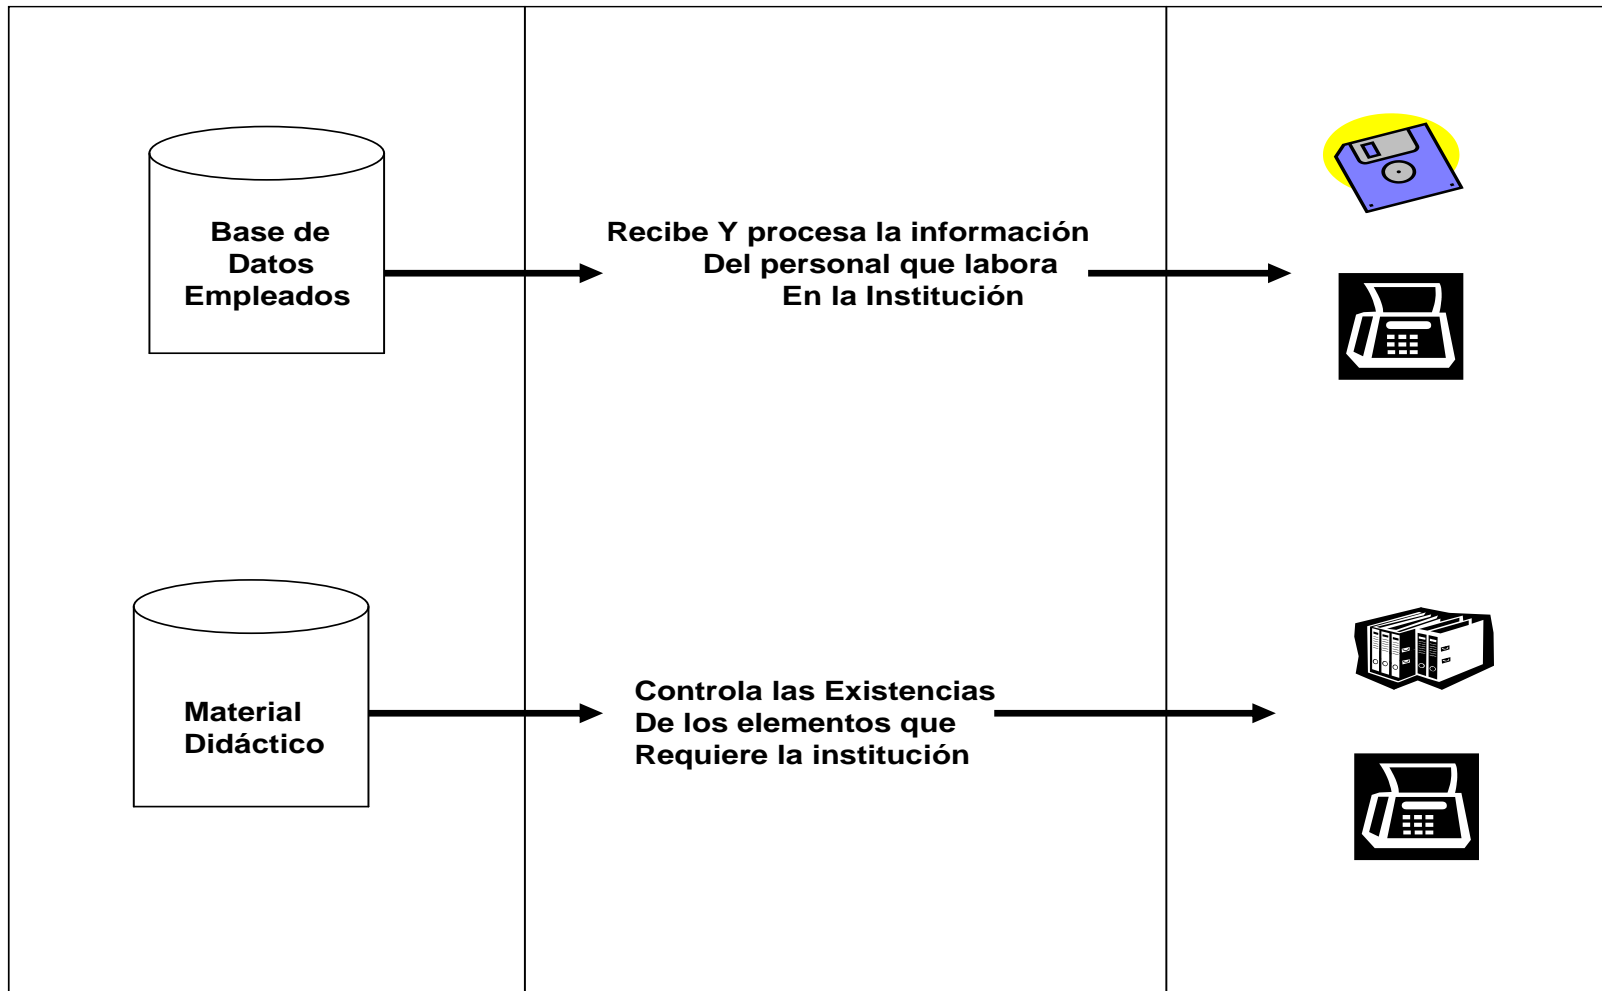 Base de
Datos
Empleados
Recibe Y procesa la información
Del personal que labora
En la Institución
Material
Didáctico
Controla las Existencias
De los elementos que
Requiere la institución